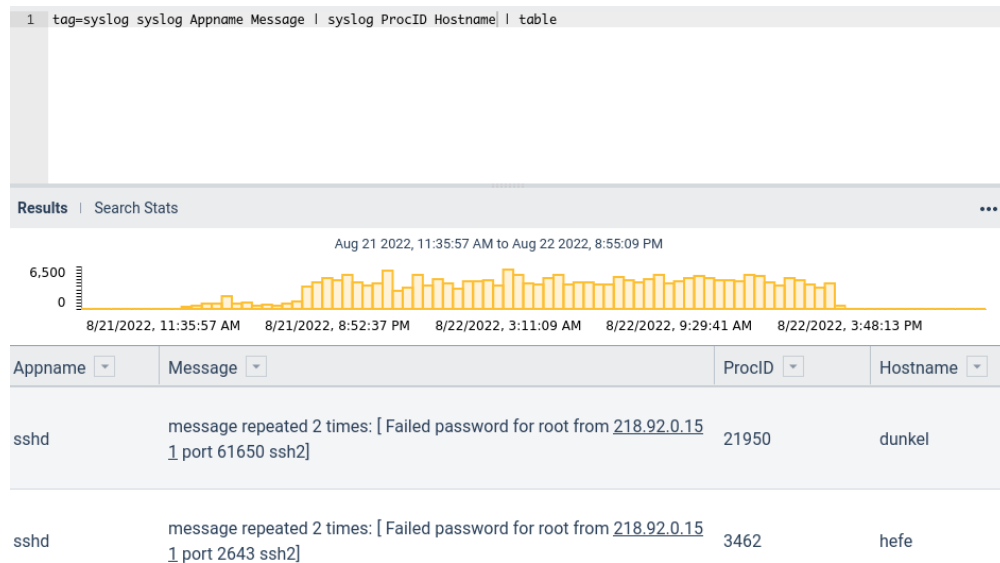 1 tag=syslog syslog Appname Message | syslog ProcID Hostname | table
Results | Search Stats
Aug 21 2022, 11:35:57 AM to Aug 22 2022, 8:55:09 PM
6,500
0
8/21/2022, 11:35:57 AM 8/21/2022, 8:52:37 PM 8/22/2022, 3:11:09 AM 8/22/2022, 9:29:41 AM 8/22/2022, 3:48:13 PM
Appname Message ProcID Hostname
message repeated 2 times: [ Failed password for root from 218.92.0.15
sshd 21950 dunkel
1 port 61650 ssh2]
message repeated 2 times: [ Failed password for root from 218.92.0.15
sshd 3462 hefe
1 port 2643 ssh2]